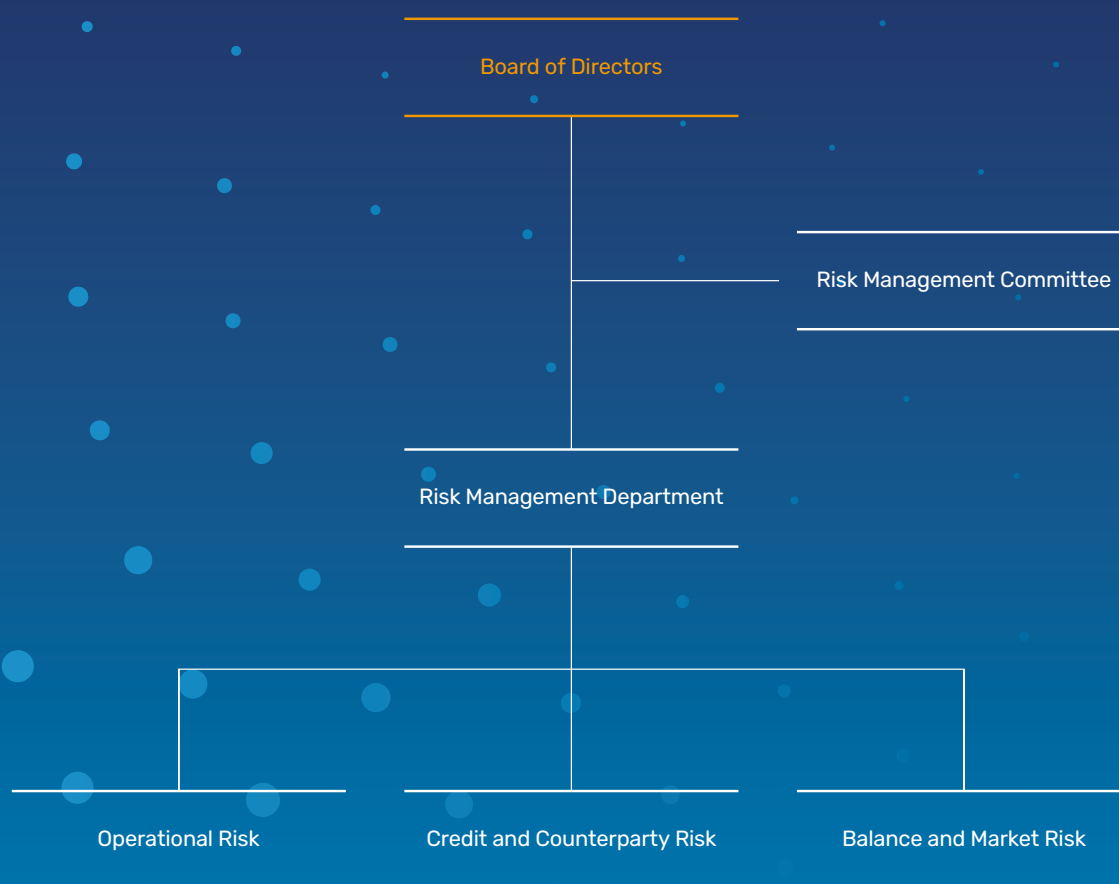 Board of Directors
Risk Management Committee
Risk Management Department
Operational Risk
Credit and Counterparty Risk
Balance and Market Risk